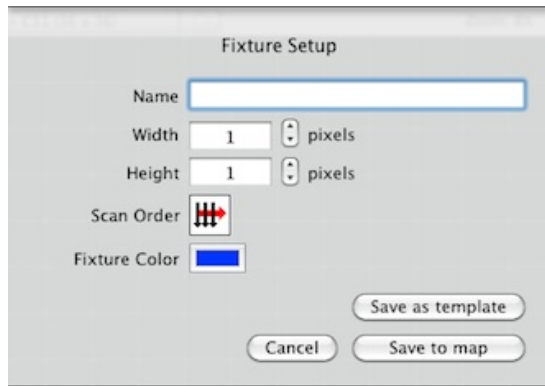 Fixture Setup
Name
Width 1 pixels
Height 1 pixels
Scan Order
Fixture Color
Save as template
Cancel Save to map